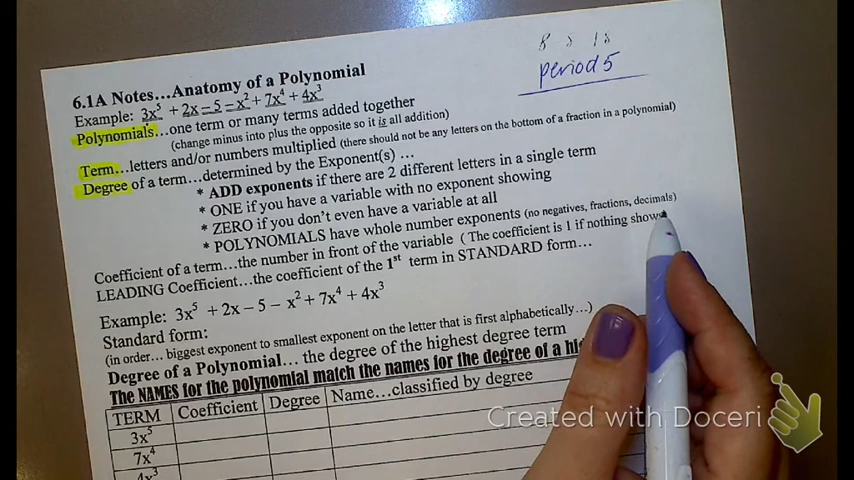 8 5 18
period 5
6.1A Notes...Anatomy of a Polynomial
Example: 3x⁵ + 2x – 5 – x² + 7x⁴ + 4x³
Polynomials...one term or many terms added together
(change minus into plus the opposite so it is all addition)
Term...letters and/or numbers multiplied (there should not be any letters on the bottom of a fraction in a polynomial)
Degree of a term...determined by the Exponent(s) ...
* ADD exponents if there are 2 different letters in a single term
* ONE if you have a variable with no exponent showing
* ZERO if you don't even have a variable at all
* POLYNOMIALS have whole number exponents (no negatives, fractions, decimals)
Coefficient of a term...the number in front of the variable ( The coefficient is 1 if nothing
LEADING Coefficient...the coefficient of the 1st term in STANDARD form...
Example: 3x⁵ + 2x – 5 – x² + 7x⁴ + 4x³
Standard form:
(in order... biggest exponent to smallest exponent on the letter that is first alphabetically...)
Degree of a Polynomial... the degree of the highest degree term
The NAMES for the polynomial match the names for the degree of a
TERM Coefficient Degree Name...classified by degree
3x⁵
7x⁴
4x³
Created with Doceri